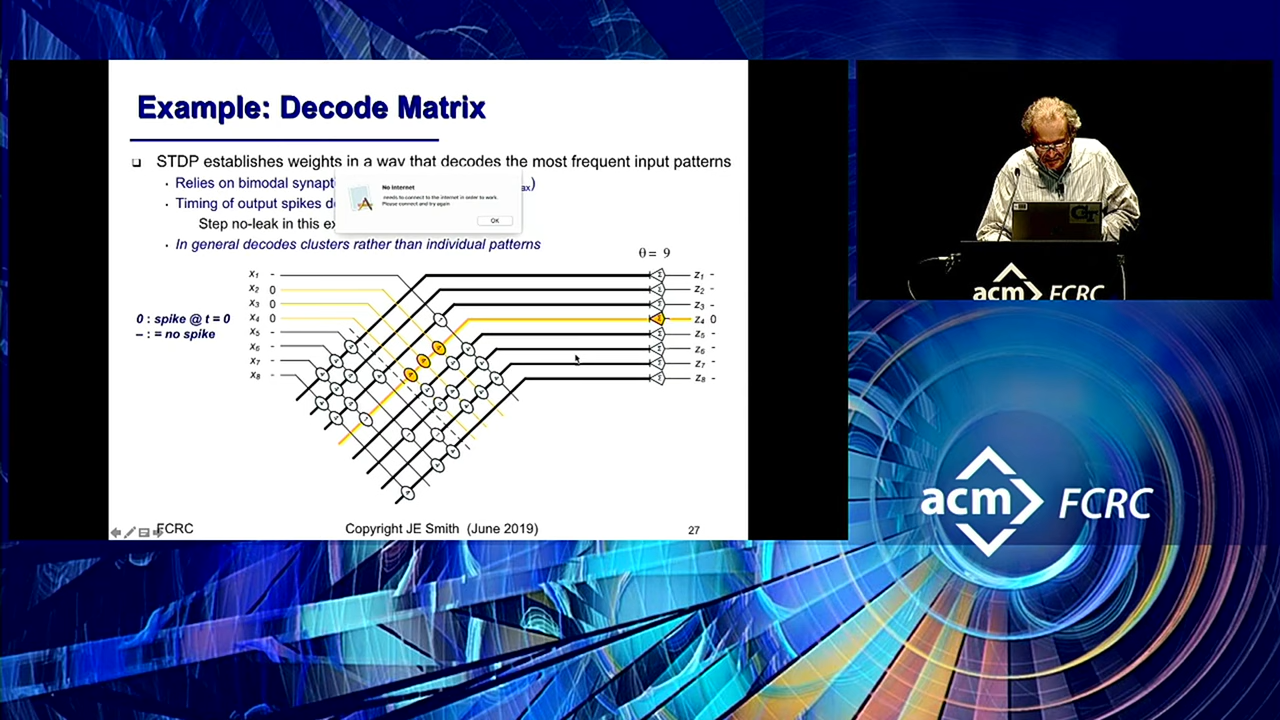 Example: Decode Matrix
❑ STDP establishes weights in a way that decodes the most frequent input patterns
• Relies on bimodal ax)
• Timing of output spikes
Step no-leak in this
• In general decodes clusters rather than individual patterns
No Internet
needs to connect to the internet in order to work.
Please connect and try again
OK
θ = 9
0 : spike @ t = 0
– : = no spike
x1 -
x2 0
x3 0
x4 0
x5 -
x6 -
x7 -
x8 -
z1 -
z2 -
z3 -
z4 0
z5 -
z6 -
z7 -
z8 -
FCRC Copyright JE Smith (June 2019) 27
GT
acm FCRC
acm FCRC